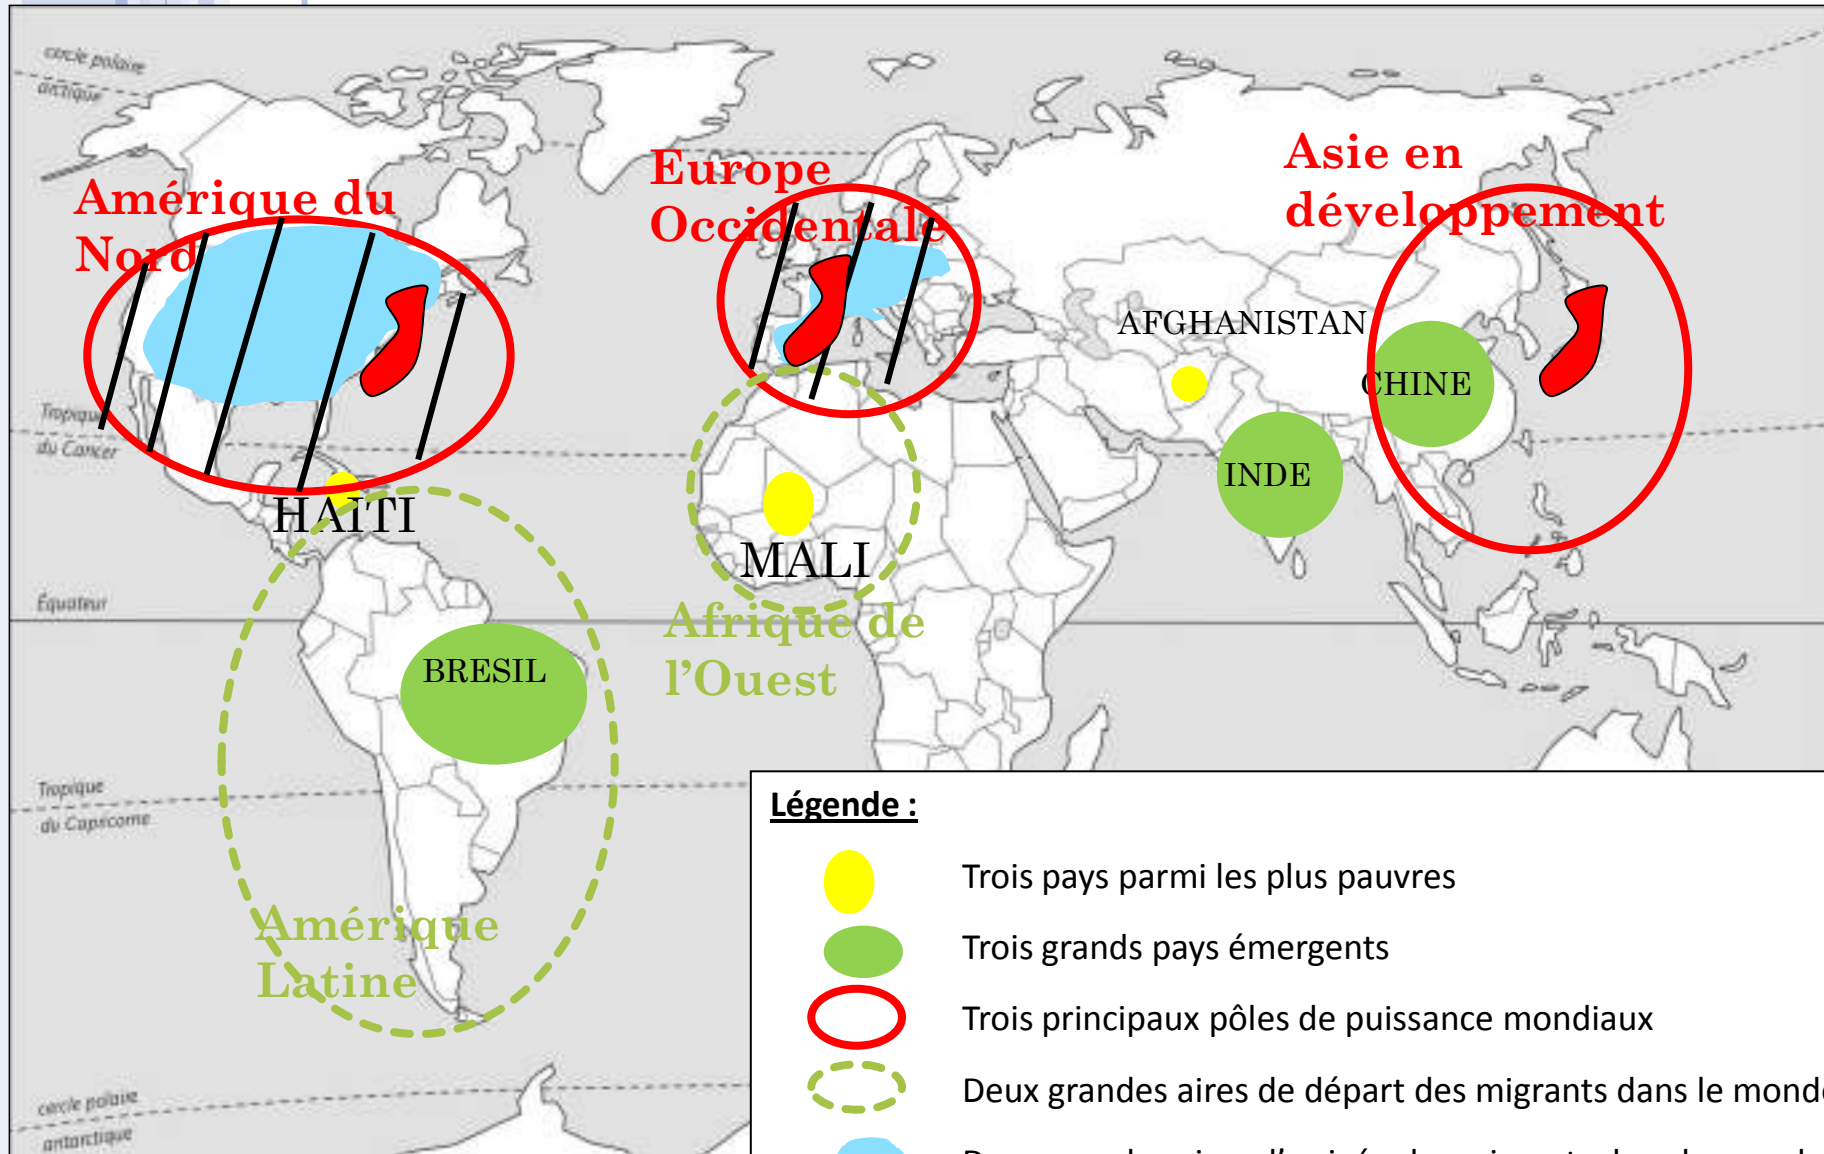 cercle polaire
arctique
Amérique du
Nord
Europe
Occidentale
Asie en
développement
AFGHANISTAN
CHINE
INDE
Tropique
du Cancer
HAITI
MALI
Équateur
Afrique de
l’Ouest
BRESIL
Tropique
du Capricorne
Amérique
Latine
cercle polaire
antarctique
Légende :
Trois pays parmi les plus pauvres
Trois grands pays émergents
Trois principaux pôles de puissance mondiaux
Deux grandes aires de départ des migrants dans le monde